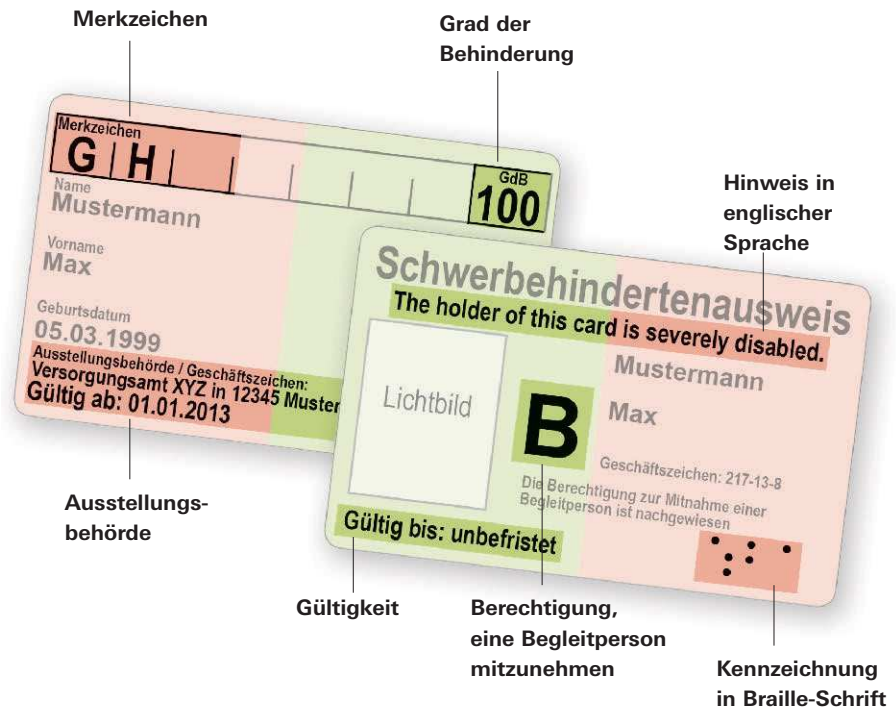 Merkzeichen
Grad der
Behinderung
Merkzeichen
G | H
GdB
100
Name
Mustermann
Vorname
Max
Geburtsdatum
05.03.1999
Ausstellungsbehörde / Geschäftszeichen:
Versorgungsamt XYZ in 12345 Muster
Gültig ab: 01.01.2013
Hinweis in
englischer
Sprache
Schwerbehindertenausweis
The holder of this card is severely disabled.
Lichtbild
B
Mustermann
Max
Geschäftszeichen: 217-13-8
Die Berechtigung zur Mitnahme einer
Begleitperson ist nachgewiesen
Gültig bis: unbefristet
Ausstellungs-
behörde
Gültigkeit
Berechtigung,
eine Begleitperson
mitzunehmen
Kennzeichnung
in Braille-Schrift